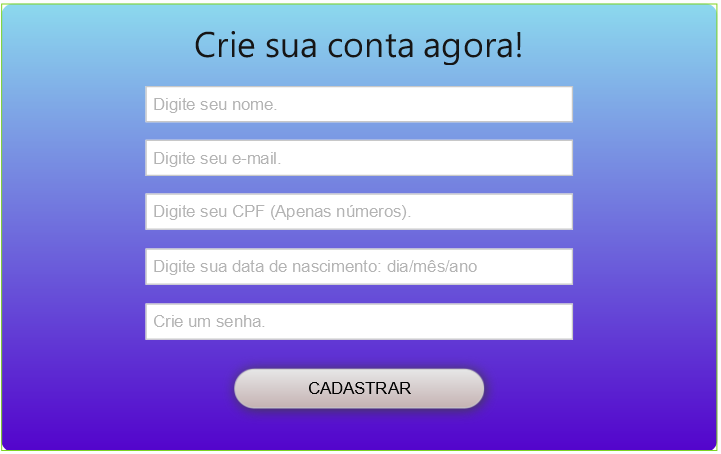 Crie sua conta agora!
Digite seu nome.
Digite seu e-mail.
Digite seu CPF (Apenas números).
Digite sua data de nascimento: dia/mês/ano
Crie um senha.
CADASTRAR